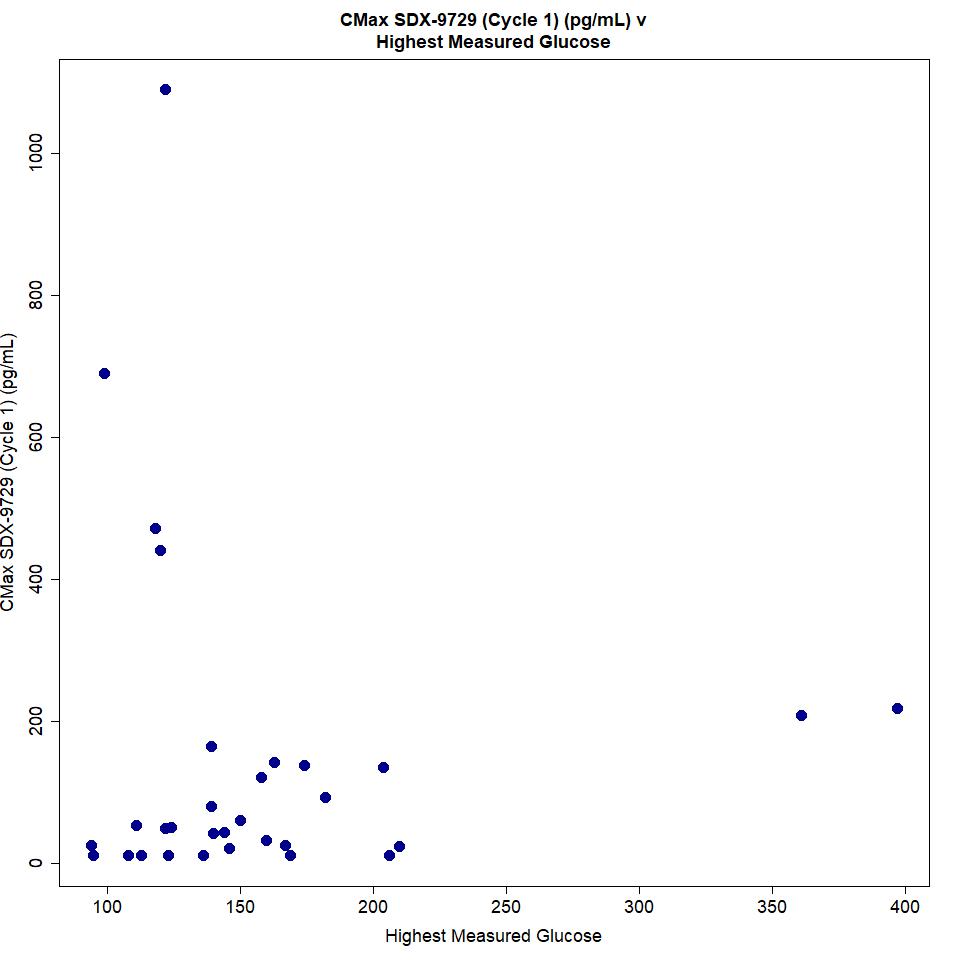 CMax SDX-9729 (Cycle 1) (pg/mL) v
Highest Measured Glucose
CMax SDX-9729 (Cycle 1) (pg/mL)
1000
800
600
400
200
0
100 150 200 250 300 350 400
Highest Measured Glucose